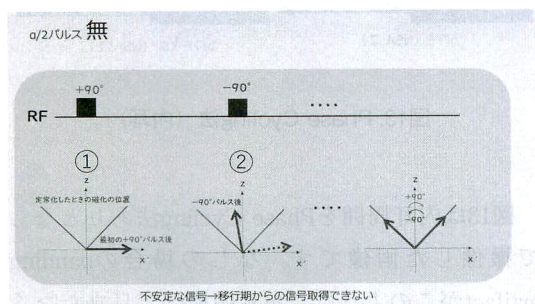 α/2パルス 無
+90° −90°
RF ‥‥
① ②
z z z
定常化したときの磁化の位置 −90°パルス後 ‥‥ +90°
−90°
最初の+90°パルス後
x x x
不安定な信号→移行期からの信号取得できない